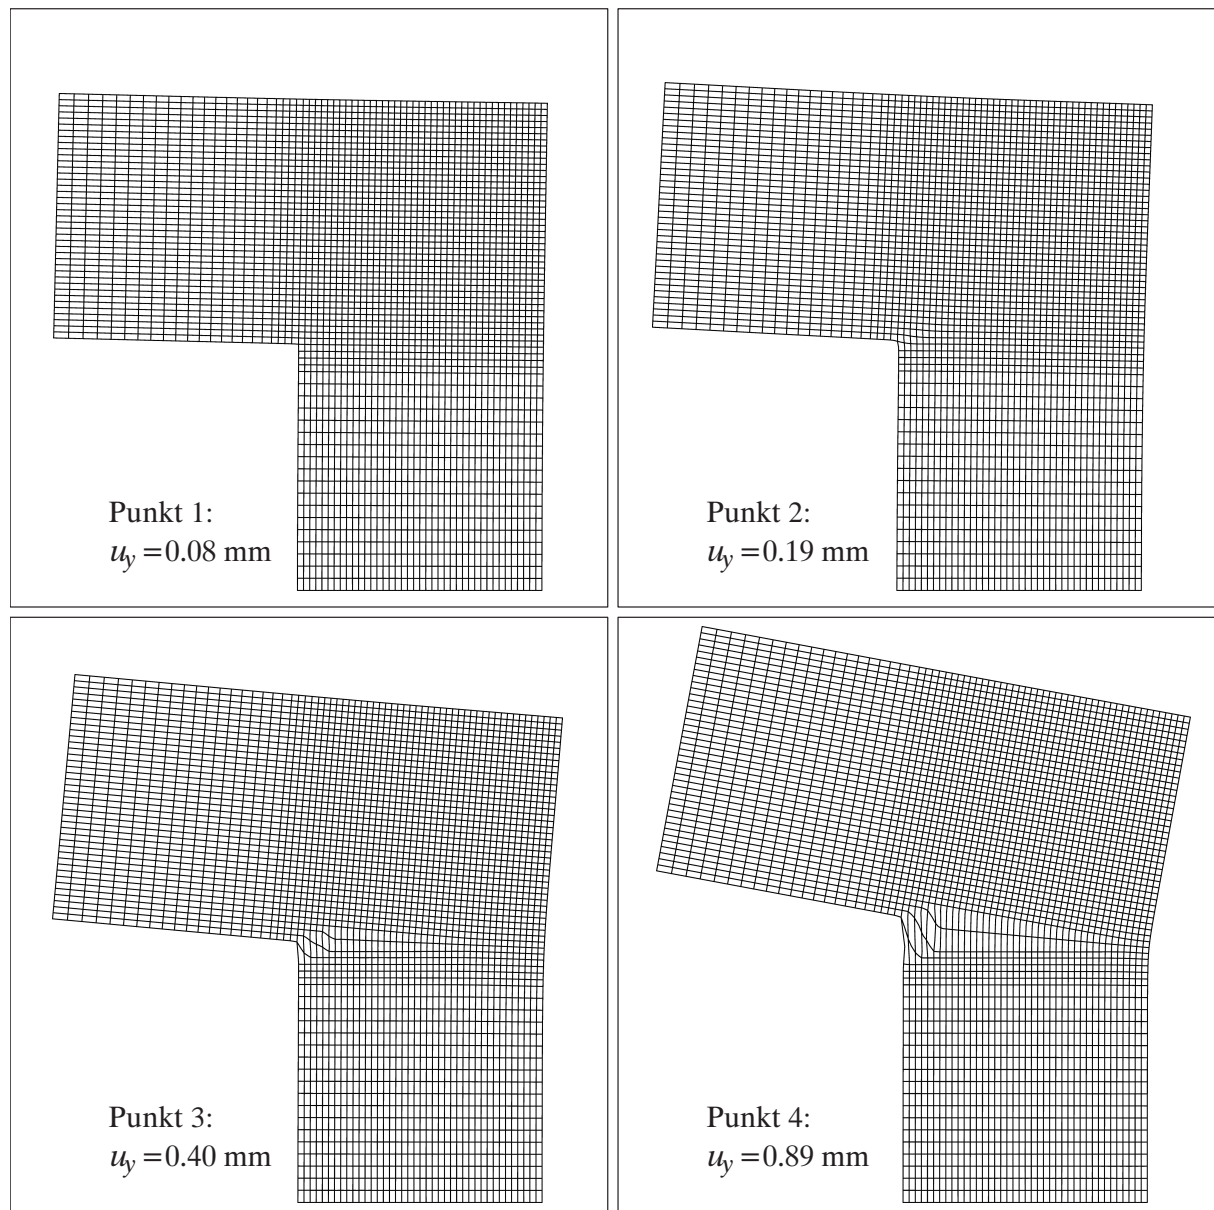 Punkt 1:
u_y =0.08 mm
Punkt 2:
u_y =0.19 mm
Punkt 3:
u_y =0.40 mm
Punkt 4:
u_y =0.89 mm